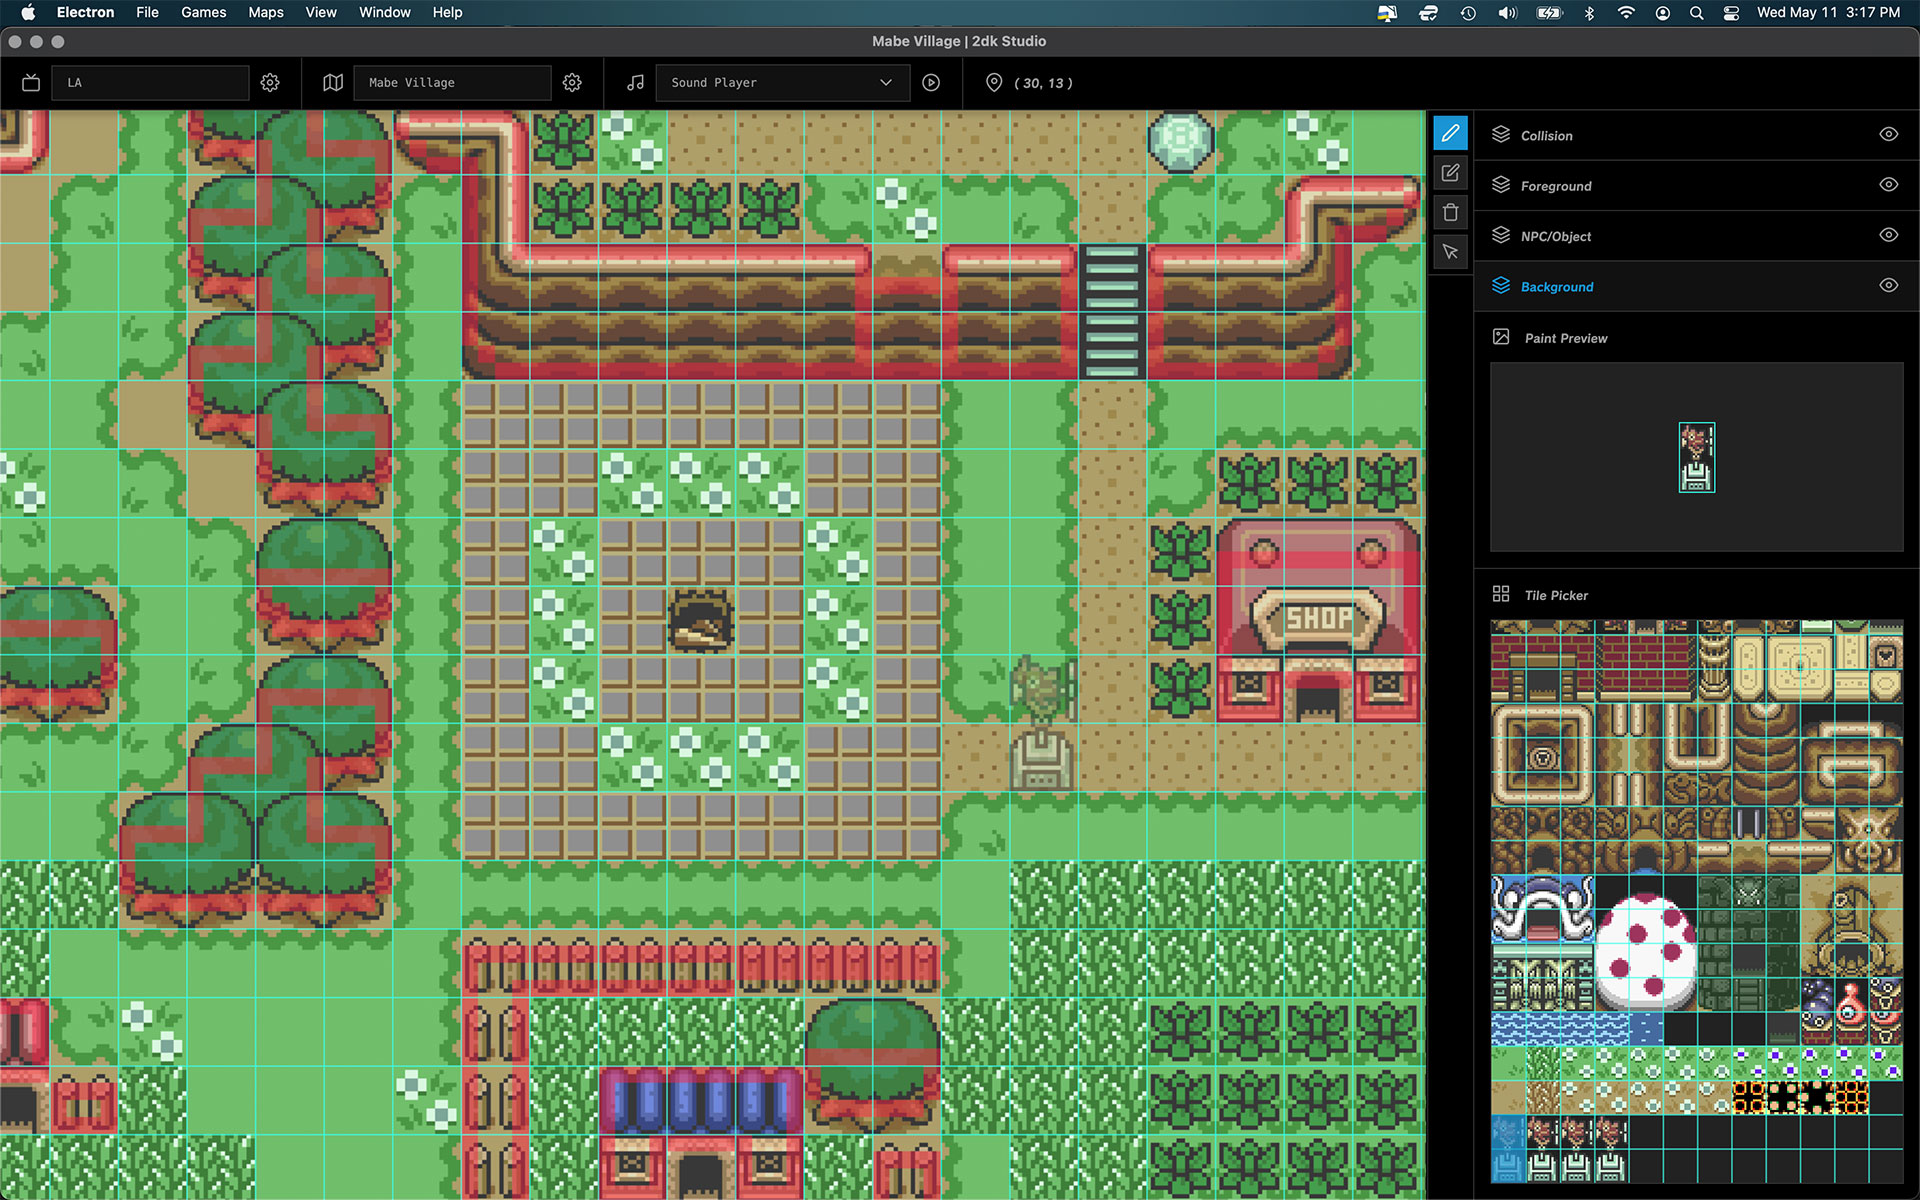 Electron File Games Maps View Window Help
Wed May 11 3:17 PM
Mabe Village | 2dk Studio
LA
Mabe Village
Sound Player
( 30, 13 )
Collision
Foreground
NPC/Object
Background
Paint Preview
SHOP
Tile Picker